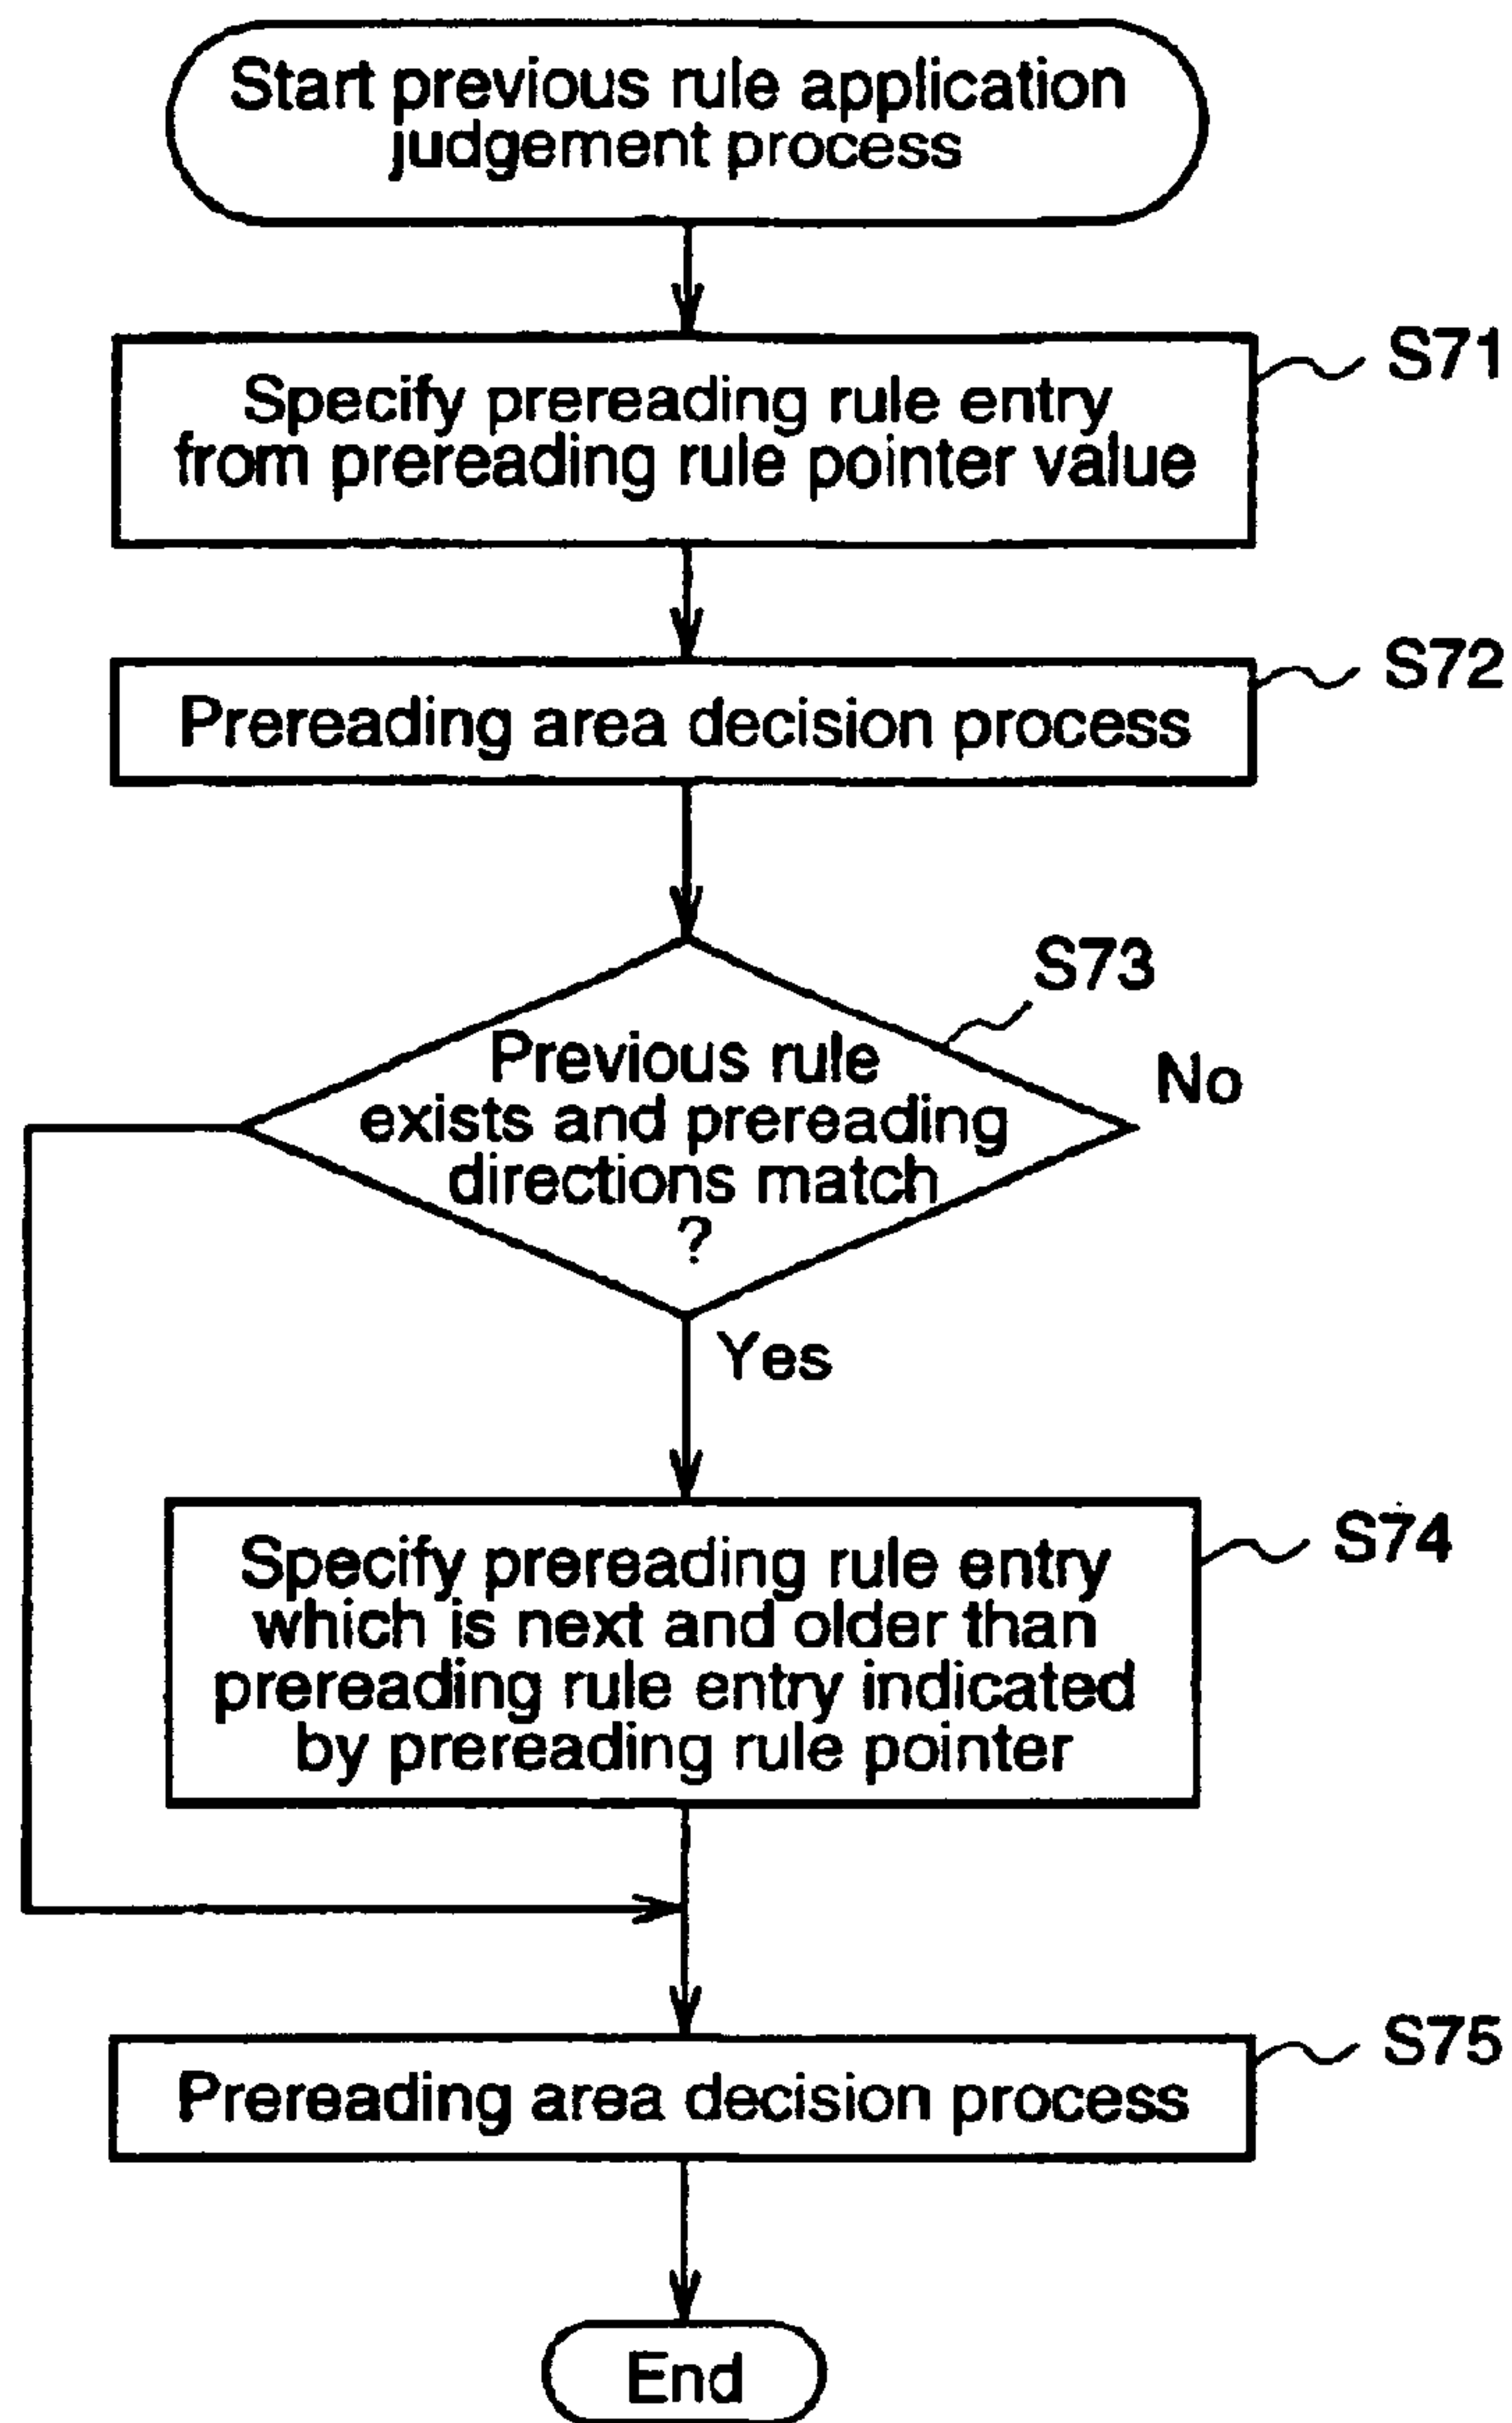 Start previous rule application
judgement process
S71
Specify prereading rule entry
from prereading rule pointer value
S72
Prereading area decision process
S73
Previous rule
exists and prereading
directions match
?
No
Yes
S74
Specify prereading rule entry
which is next and older than
prereading rule entry indicated
by prereading rule pointer
S75
Prereading area decision process
End